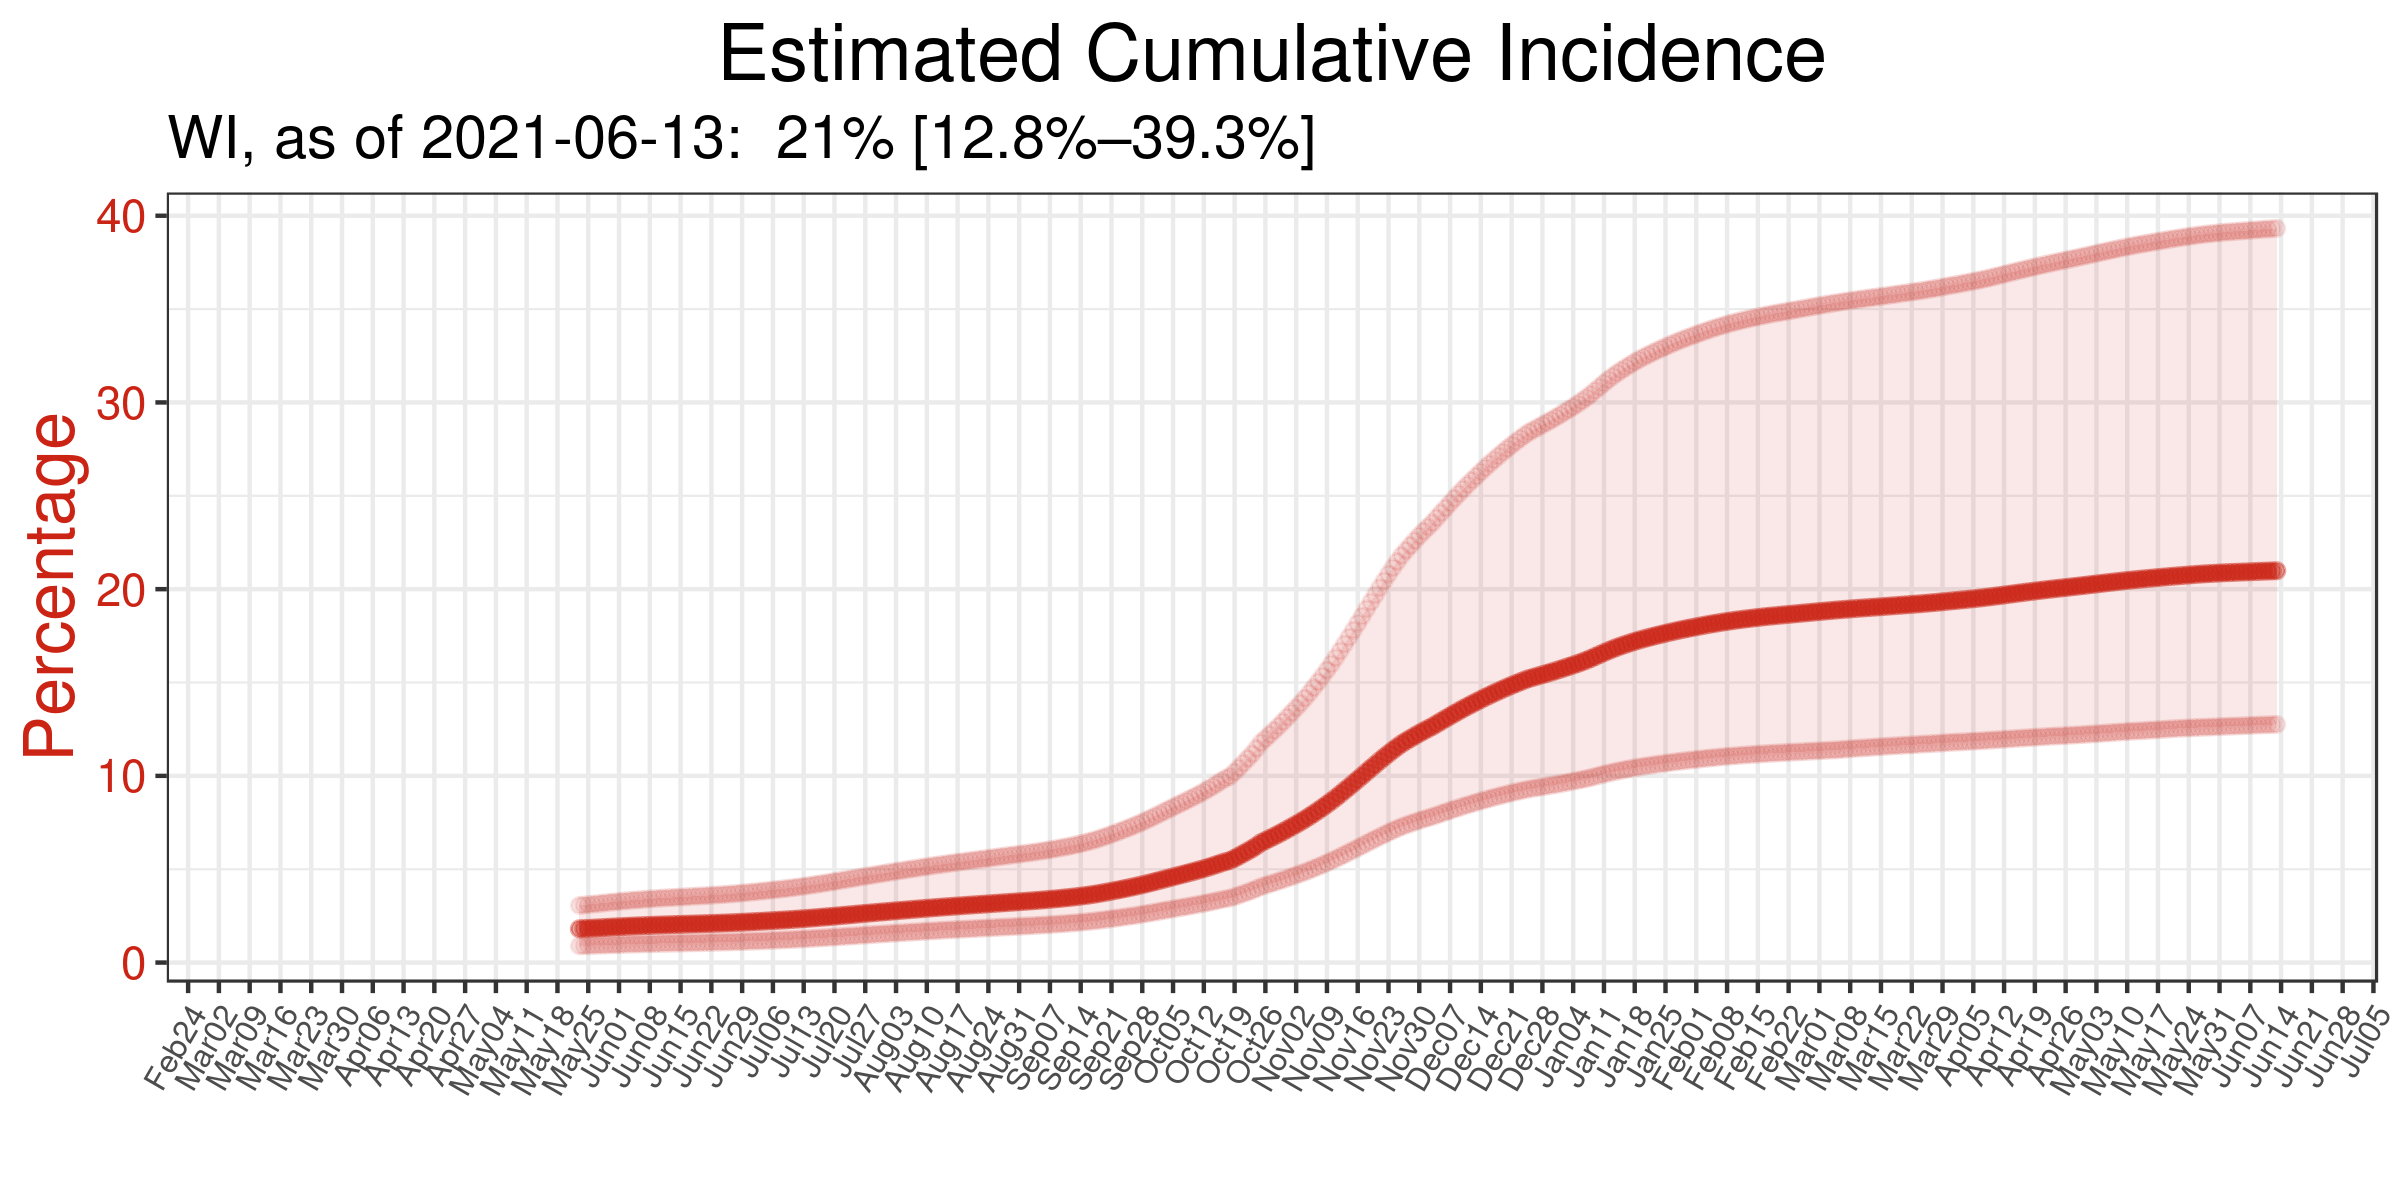 Estimated Cumulative Incidence
WI, as of 2021-06-13:  21% [12.8%–39.3%]
Percentage
40
30
20
10
0
Feb24
Mar02
Mar09
Mar16
Mar23
Mar30
Apr06
Apr13
Apr20
Apr27
May04
May11
May18
May25
Jun01
Jun08
Jun15
Jun22
Jun29
Jul06
Jul13
Jul20
Jul27
Aug03
Aug10
Aug17
Aug24
Aug31
Sep07
Sep14
Sep21
Sep28
Oct05
Oct12
Oct19
Oct26
Nov02
Nov09
Nov16
Nov23
Nov30
Dec07
Dec14
Dec21
Dec28
Jan04
Jan11
Jan18
Jan25
Feb01
Feb08
Feb15
Feb22
Mar01
Mar08
Mar15
Mar22
Mar29
Apr05
Apr12
Apr19
Apr26
May03
May10
May17
May24
May31
Jun07
Jun14
Jun21
Jun28
Jul05